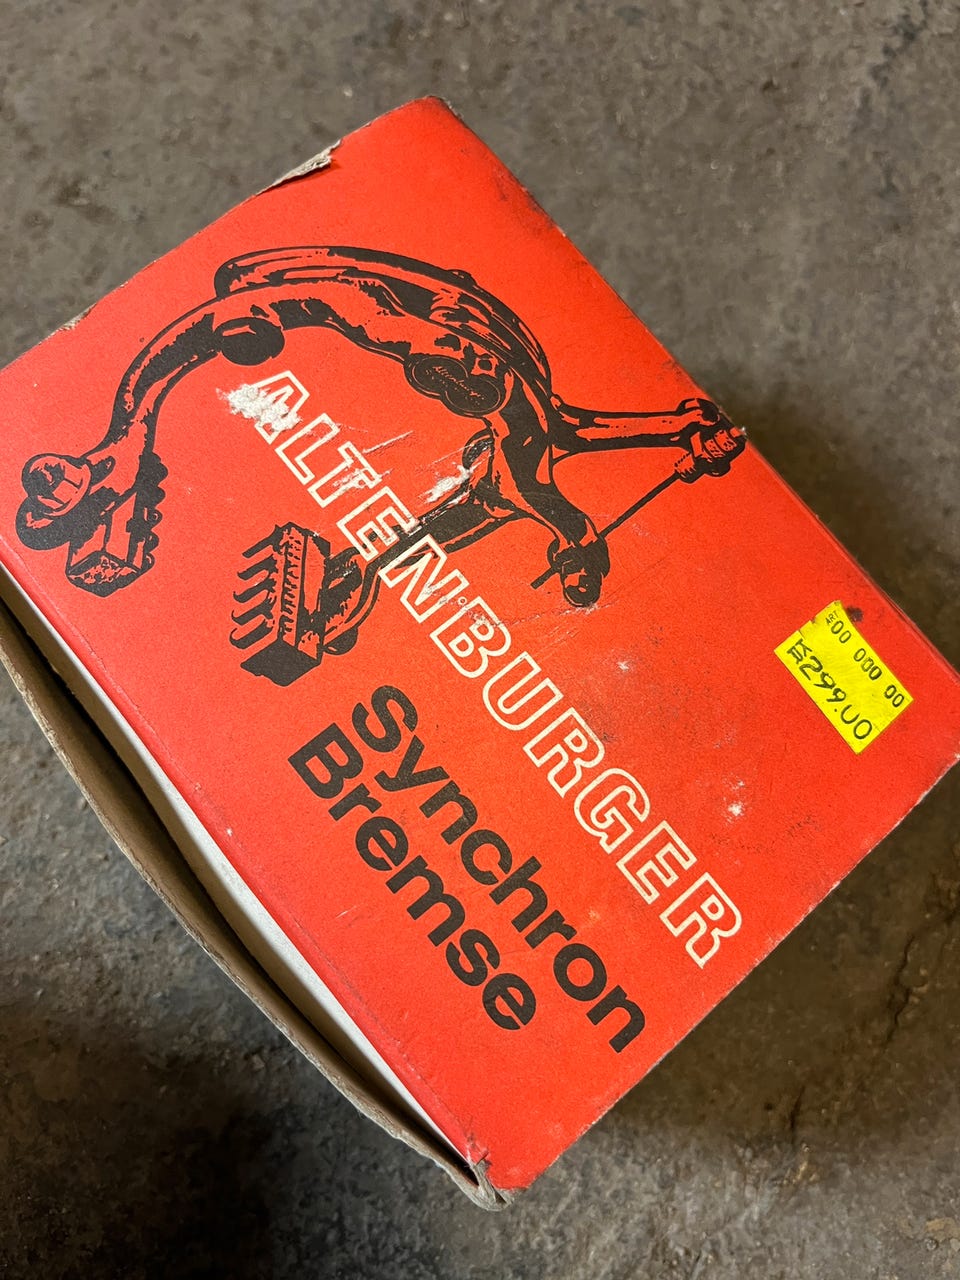 ALTENBURGER
Synchron
Bremse
ART
00 000 00
299.00